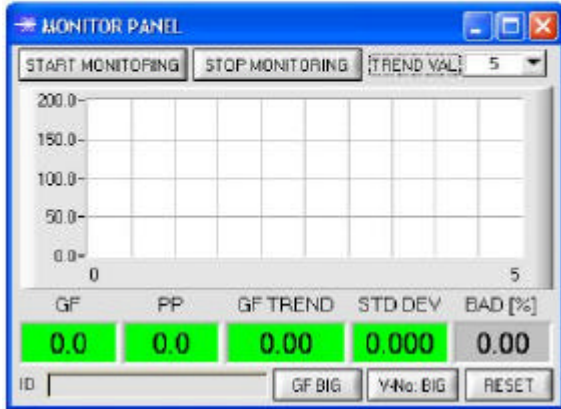 MONITOR PANEL
START MONITORING STOP MONITORING TREND VAL 5
200.0
150.0
100.0
50.0
0.0
0 5
GF PP GF TREND STD DEV BAD [%]
0.0 0.0 0.00 0.000 0.00
ID GF BIG V-No: BIG RESET